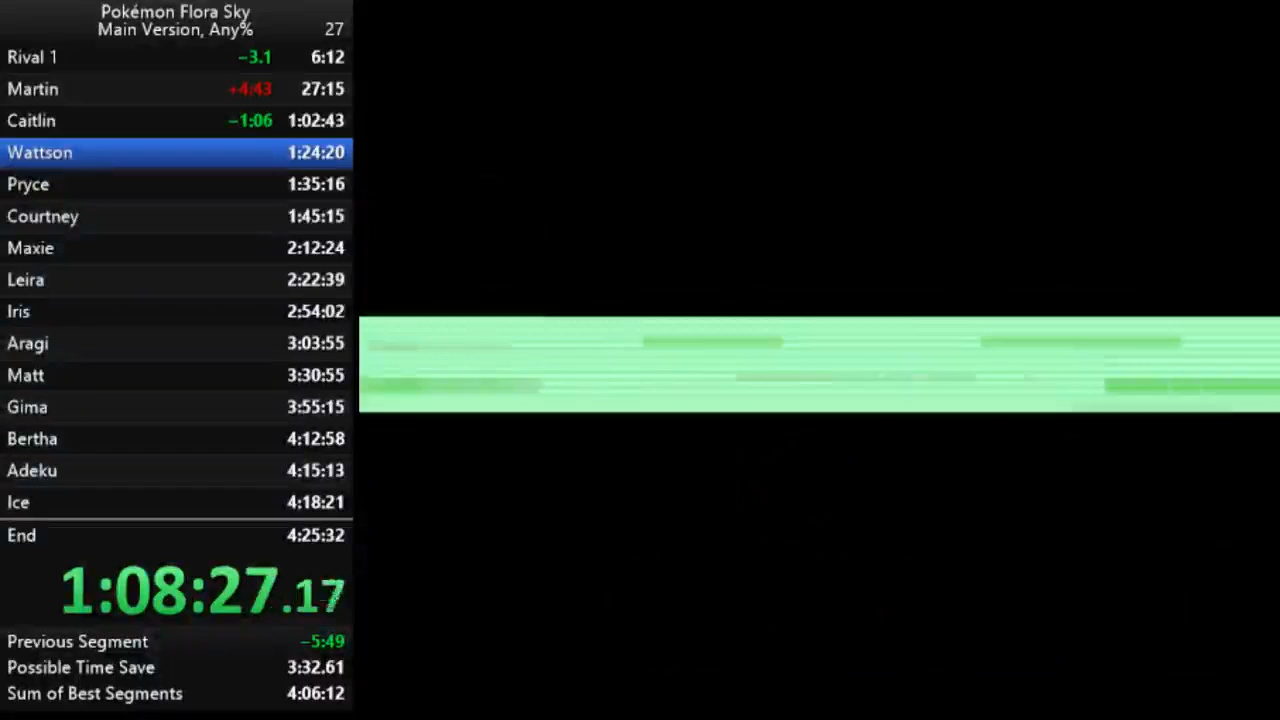 Pokémon Flora Sky
Main Version, Any% 27
Rival 1 −3.1 6:12
Martin +4:43 27:15
Caitlin −1:06 1:02:43
Wattson 1:24:20
Pryce 1:35:16
Courtney 1:45:15
Maxie 2:12:24
Leira 2:22:39
Iris 2:54:02
Aragi 3:03:55
Matt 3:30:55
Gima 3:55:15
Bertha 4:12:58
Adeku 4:15:13
Ice 4:18:21
End 4:25:32
1:08:27.17
Previous Segment −5:49
Possible Time Save 3:32.61
Sum of Best Segments 4:06:12